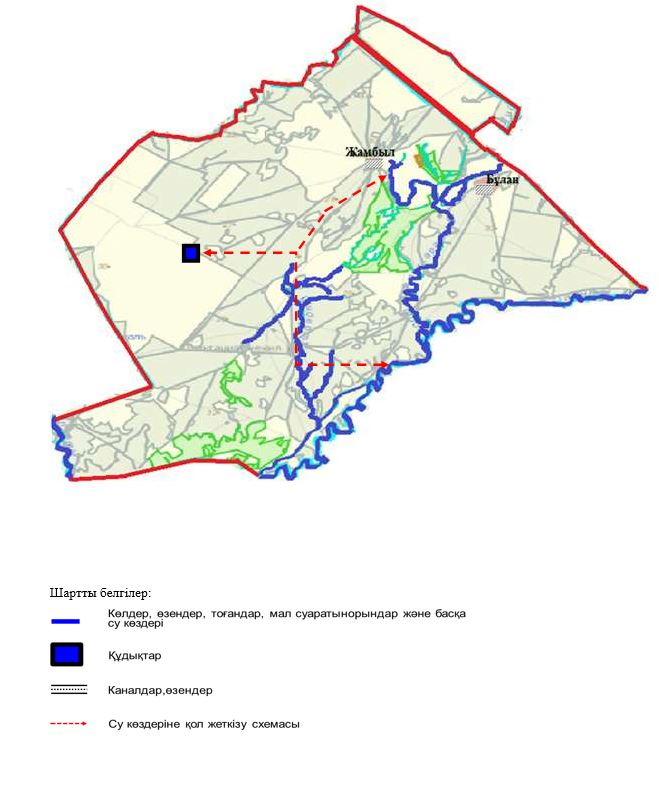 Жамбыл
Бұлан
Шартты белгілер:
Көлдер, өзендер, тоғандар, мал суаратынорындар және басқа
су көздері
Құдықтар
Каналдар,өзендер
Су көздеріне қол жеткізу схемасы